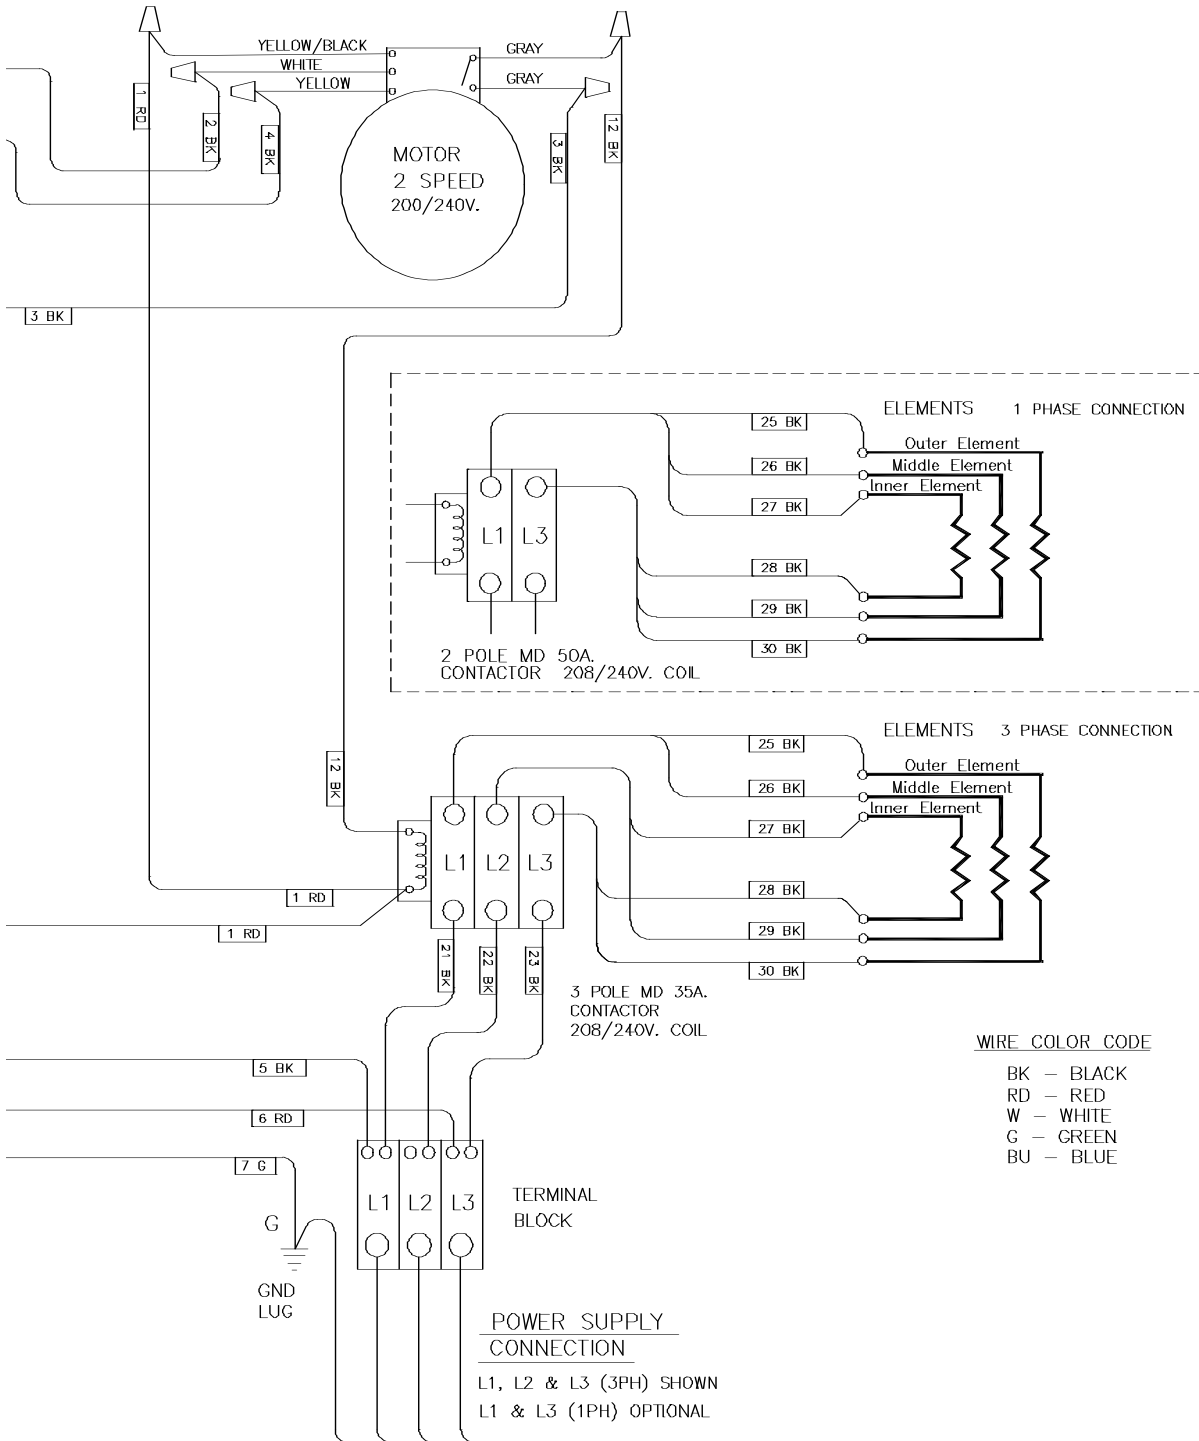 YELLOW/BLACK
GRAY
WHITE
YELLOW
GRAY
1 RD
2 BK
4 BK
3 BK
12 BK
MOTOR
2 SPEED
200/240V.
3 BK
ELEMENTS 1 PHASE CONNECTION
25 BK
Outer Element
26 BK
Middle Element
Inner Element
27 BK
L1 L3
28 BK
29 BK
30 BK
2 POLE MD 50A.
CONTACTOR 208/240V. COIL
ELEMENTS 3 PHASE CONNECTION
25 BK
Outer Element
12 BK
26 BK
Middle Element
Inner Element
27 BK
L1 L2 L3
28 BK
1 RD
1 RD
29 BK
21 BK
22 BK
23 BK
30 BK
3 POLE MD 35A.
CONTACTOR
208/240V. COIL
WIRE COLOR CODE
BK – BLACK
RD – RED
W – WHITE
G – GREEN
BU – BLUE
5 BK
6 RD
7 G
L1 L2 L3
TERMINAL
BLOCK
G
GND
LUG
POWER SUPPLY
CONNECTION
L1, L2 & L3 (3PH) SHOWN
L1 & L3 (1PH) OPTIONAL